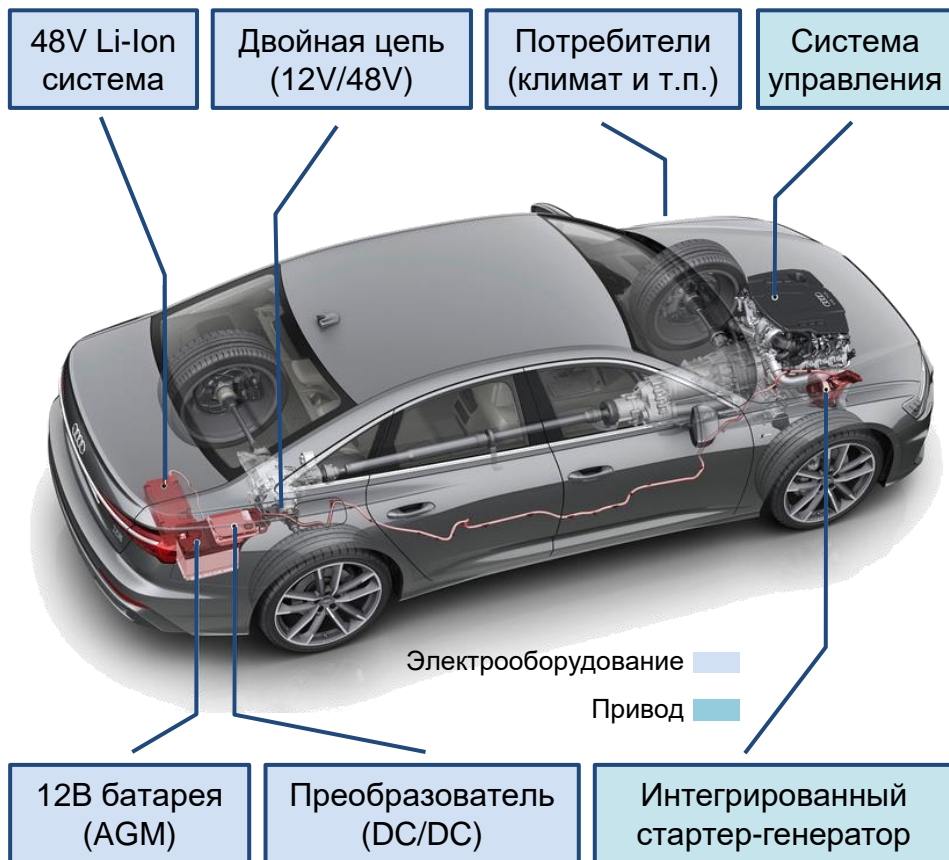 48V Li-Ion
система
Двойная цепь
(12V/48V)
Потребители
(климат и т.п.)
Система
управления
Электрооборудование
Привод
12В батарея
(AGM)
Преобразователь
(DC/DC)
Интегрированный
стартер-генератор